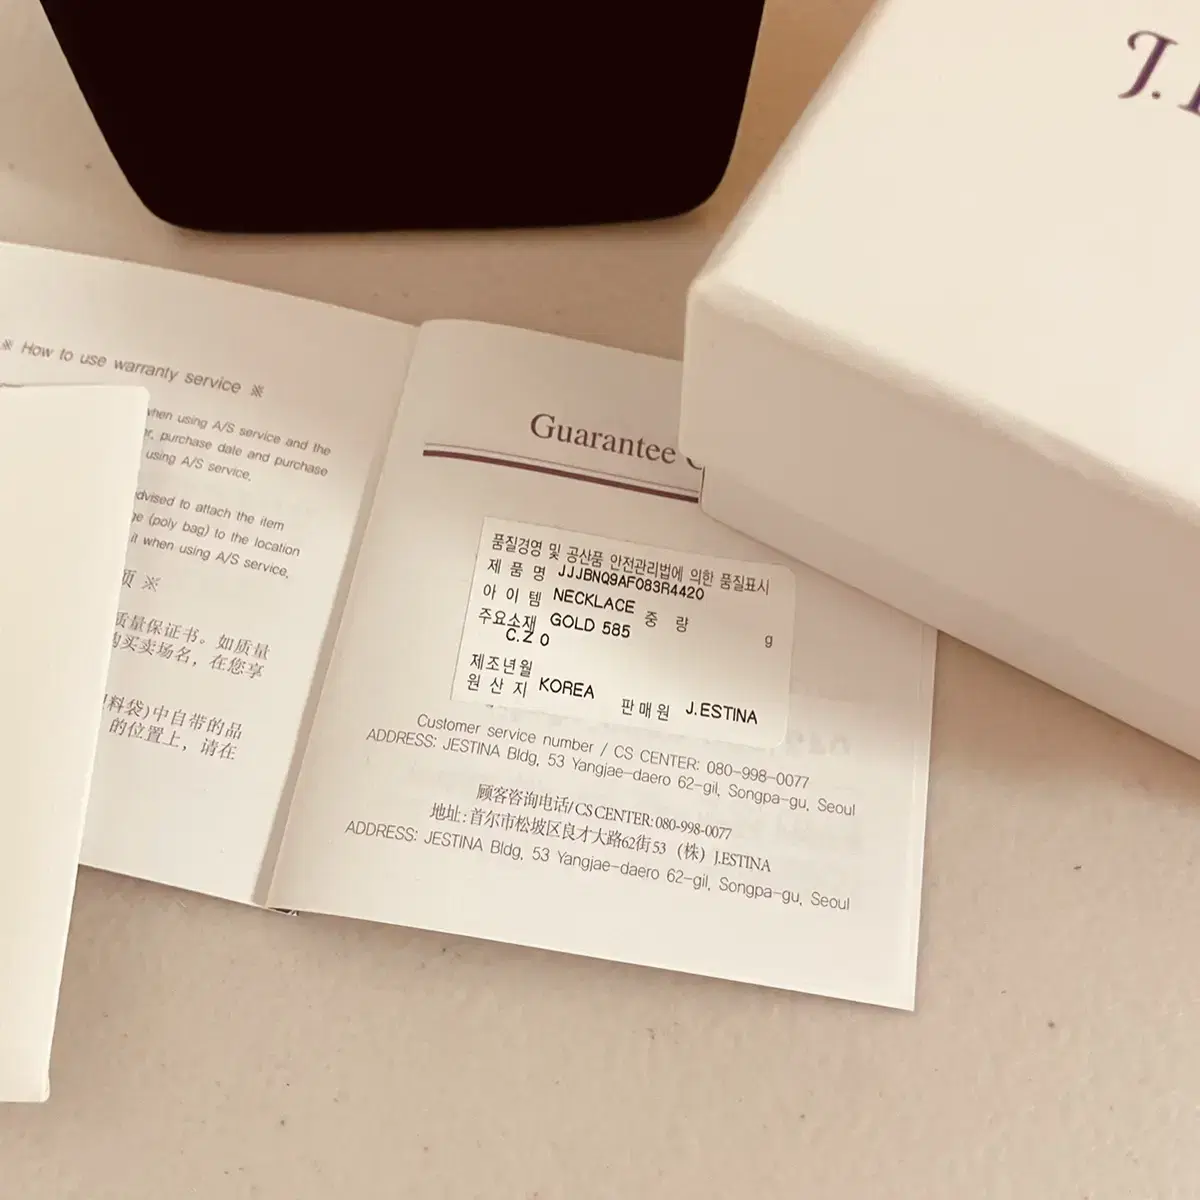 J.
※ How to use warranty service ※
when using A/S service and the
purchase date and purchase
using A/S service.
to attach the item
(poly bag) to the location
it when using A/S service.
※
质量保证书。如质量
购买卖场名，在您享
料袋)中自带的品
的位置上，请在
Guarantee
품질경영 및 공산품 안전관리법에 의한 품질표시
제 품 명 JJJBNQ9AF083R4420
아 이 템 NECKLACE 중 량 g
주요소재 GOLD 585
C.Z 0
제조년월
원 산 지 KOREA 판 매 원 J.ESTINA
Customer service number / CS CENTER: 080-998-0077
ADDRESS: JESTINA Bldg, 53 Yangjae-daero 62-gil, Songpa-gu, Seoul
顾客咨询电话/ CS CENTER: 080-998-0077
地址: 首尔市松坡区良才大路62街53（株）J.ESTINA
ADDRESS: JESTINA Bldg, 53 Yangjae-daero 62-gil, Songpa-gu, Seoul